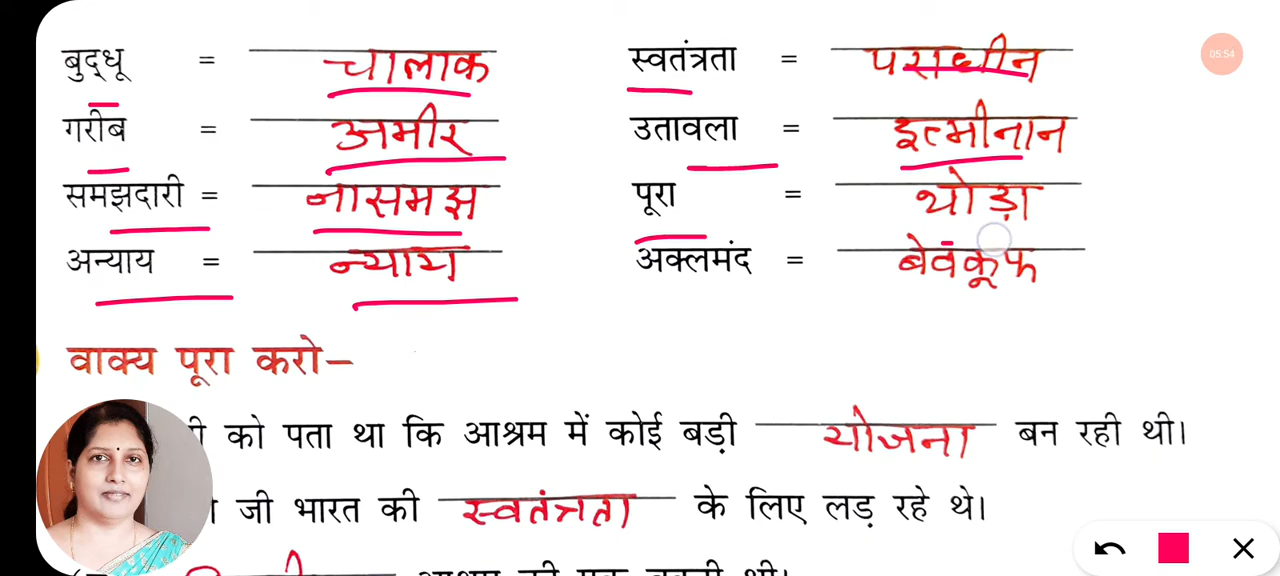 बुद्धू = चालाक स्वतंत्रता = पराधीन
05:54
गरीब = अमीर उतावला = इत्मीनान
समझदारी = नासमझ पूरा = थोड़ा
अन्याय = न्याय अक्लमंद = बेवकूफ
वाक्य पूरा करो–
को पता था कि आश्रम में कोई बड़ी योजना बन रही थी।
जी भारत की स्वतंत्रता के लिए लड़ रहे थे।